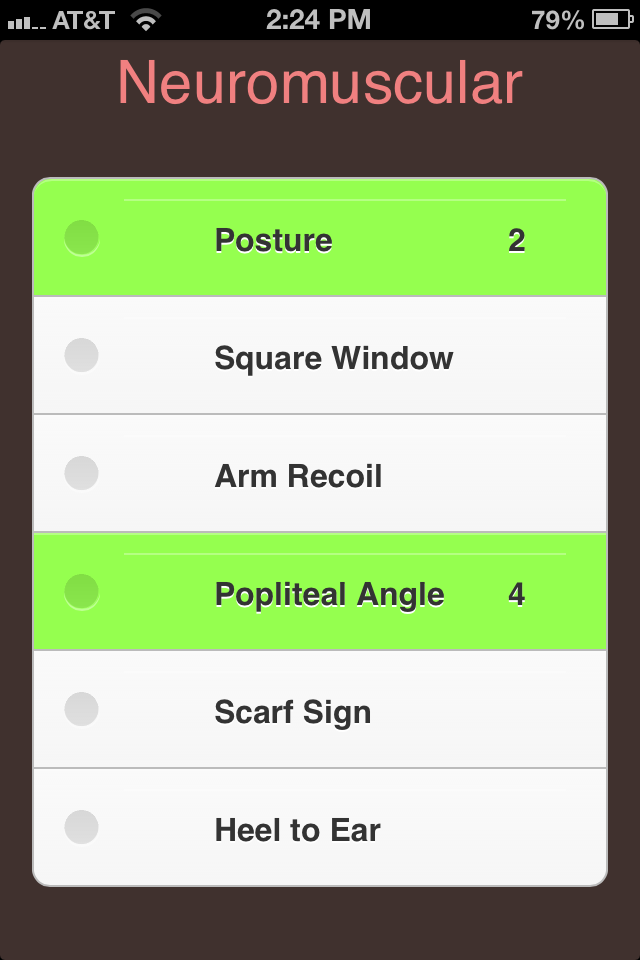 AT&T 2:24 PM 79%
Neuromuscular
Posture 2
Square Window
Arm Recoil
Popliteal Angle 4
Scarf Sign
Heel to Ear